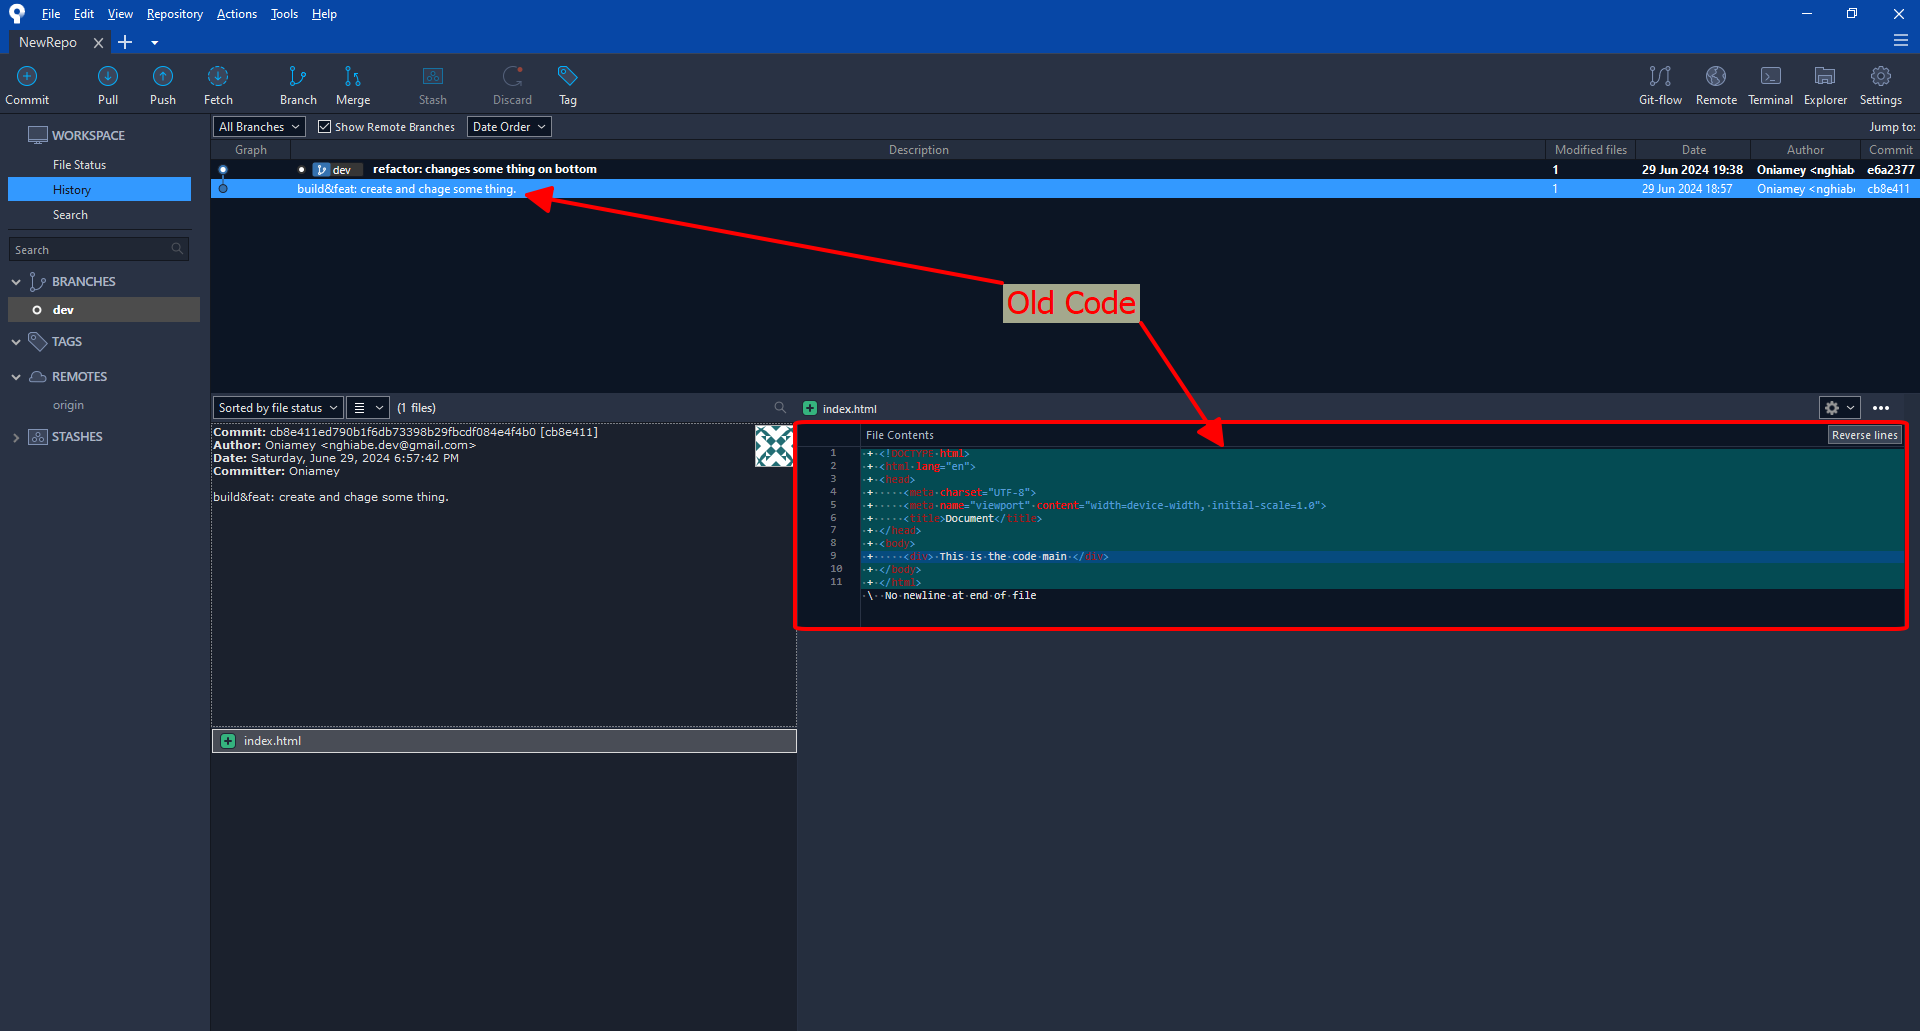 File Edit View Repository Actions Tools Help
NewRepo
Commit Pull Push Fetch Branch Merge Stash Discard Tag Git-flow Remote Terminal Explorer Settings
WORKSPACE
File Status
History
Search
Search
BRANCHES
dev
TAGS
REMOTES
origin
STASHES
All Branches Show Remote Branches Date Order Jump to:
Graph Description Modified files Date Author Commit
dev refactor: changes some thing on bottom 1 29 Jun 2024 19:38 Oniamey <nghiabe e6a2377
build&feat: create and chage some thing. 1 29 Jun 2024 18:57 Oniamey <nghiabe cb8e411
Old Code
Sorted by file status (1 files)
Commit: cb8e411ed790b1f6db73398b29fbcdf084e4f4b0 [cb8e411]
Author: Oniamey <nghiabe.dev@gmail.com>
Date: Saturday, June 29, 2024 6:57:42 PM
Committer: Oniamey
build&feat: create and chage some thing.
index.html
index.html
File Contents Reverse lines
1 + <!DOCTYPE html>
2 + <html lang="en">
3 + <head>
4 + <meta charset="UTF-8">
5 + <meta name="viewport" content="width=device-width, initial-scale=1.0">
6 + <title>Document</title>
7 + </head>
8 + <body>
9 + <div> This is the code main </div>
10 + </body>
11 + </html>
\ No newline at end of file